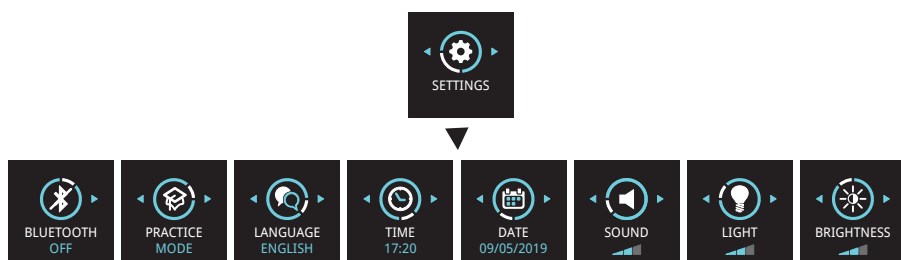 SETTINGS
BLUETOOTH
OFF
PRACTICE
MODE
LANGUAGE
ENGLISH
TIME
17:20
DATE
09/05/2019
SOUND
LIGHT
BRIGHTNESS